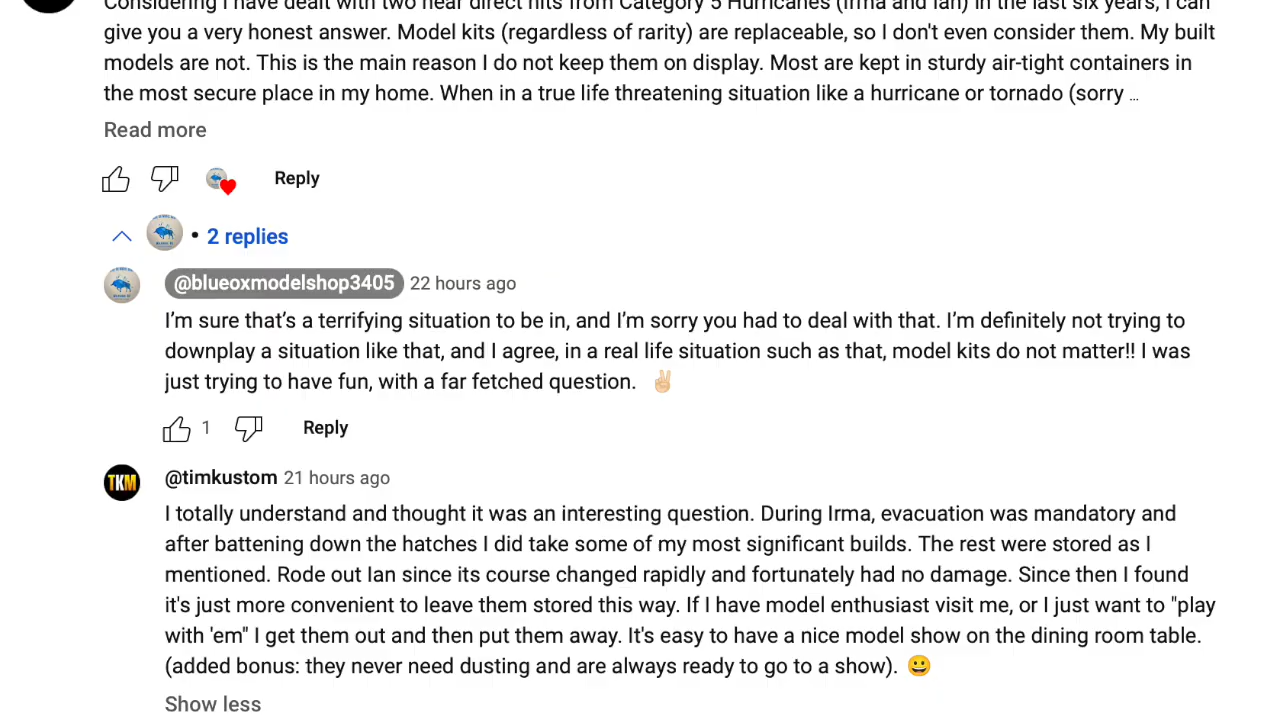 Considering I have dealt with two near direct hits from Category 5 Hurricanes (Irma and Ian) in the last six years, I can
give you a very honest answer. Model kits (regardless of rarity) are replaceable, so I don't even consider them. My built
models are not. This is the main reason I do not keep them on display. Most are kept in sturdy air-tight containers in
the most secure place in my home. When in a true life threatening situation like a hurricane or tornado (sorry ...
Read more
Reply
• 2 replies
@blueoxmodelshop3405 22 hours ago
I’m sure that’s a terrifying situation to be in, and I’m sorry you had to deal with that. I’m definitely not trying to
downplay a situation like that, and I agree, in a real life situation such as that, model kits do not matter!! I was
just trying to have fun, with a far fetched question. ✌🏻
1 Reply
TKM
@timkustom 21 hours ago
I totally understand and thought it was an interesting question. During Irma, evacuation was mandatory and
after battening down the hatches I did take some of my most significant builds. The rest were stored as I
mentioned. Rode out Ian since its course changed rapidly and fortunately had no damage. Since then I found
it's just more convenient to leave them stored this way. If I have model enthusiast visit me, or I just want to "play
with 'em" I get them out and then put them away. It's easy to have a nice model show on the dining room table.
(added bonus: they never need dusting and are always ready to go to a show). 😀
Show less